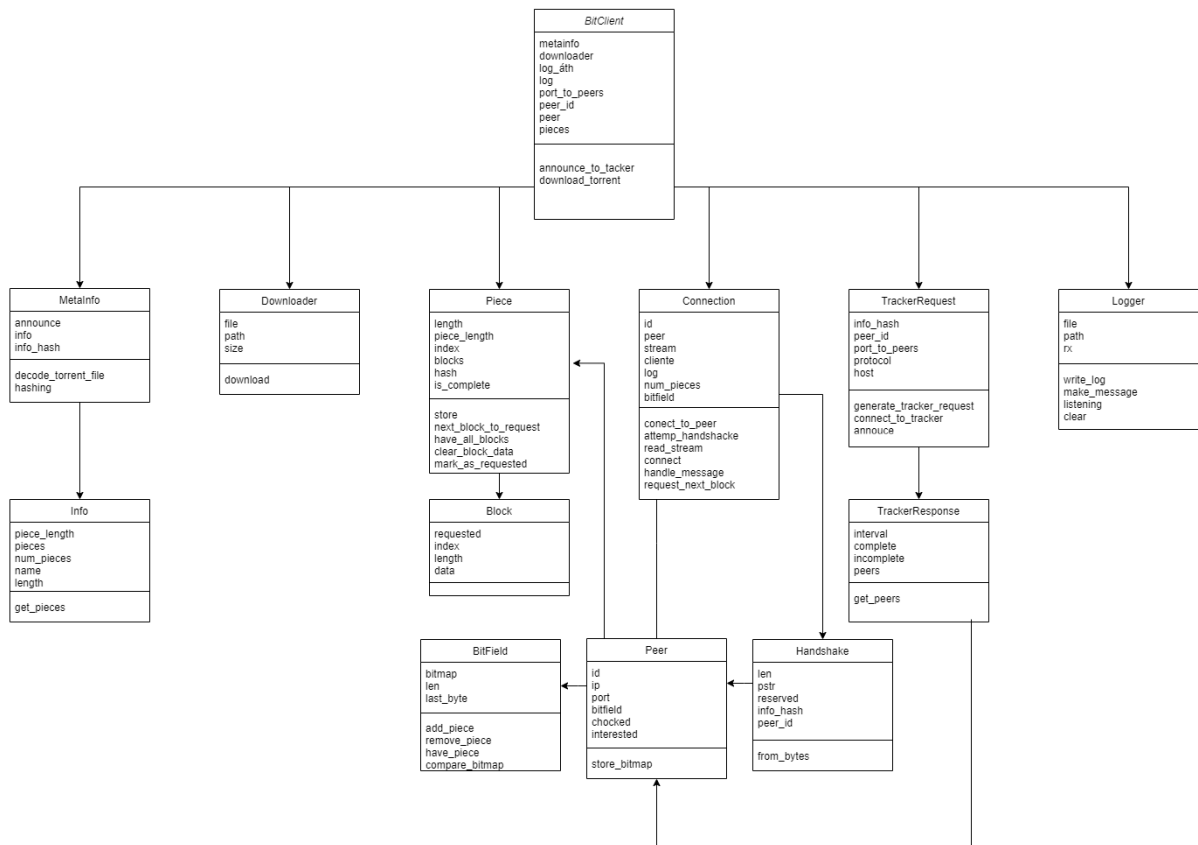 BitClient
metainfo
downloader
log_áth
log
port_to_peers
peer_id
peer
pieces
announce_to_tacker
download_torrent
MetaInfo
announce
info
info_hash
decode_torrent_file
hashing
Downloader
file
path
size
download
Piece
length
piece_length
index
blocks
hash
is_complete
store
next_block_to_request
have_all_blocks
clear_block_data
mark_as_requested
Connection
id
peer
stream
cliente
log
num_pieces
bitfield
conect_to_peer
attemp_handshacke
read_stream
connect
handle_message
request_next_block
TrackerRequest
info_hash
peer_id
port_to_peers
protocol
host
generate_tracker_request
connect_to_tracker
annouce
Logger
file
path
rx
write_log
make_message
listening
clear
Info
piece_length
pieces
num_pieces
name
length
get_pieces
Block
requested
index
length
data
TrackerResponse
interval
complete
incomplete
peers
get_peers
BitField
bitmap
len
last_byte
add_piece
remove_piece
have_piece
compare_bitmap
Peer
id
ip
port
bitfield
chocked
interested
store_bitmap
Handshake
len
pstr
reserved
info_hash
peer_id
from_bytes